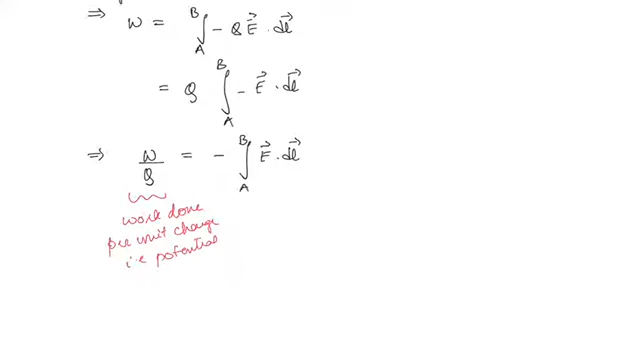 ⇒ W = ∫_A^B − Q E⃗ · dl⃗
= Q ∫_A^B − E⃗ · dl⃗
⇒ W/Q = − ∫_A^B E⃗ · dl⃗
work done
per unit charge
i.e potential